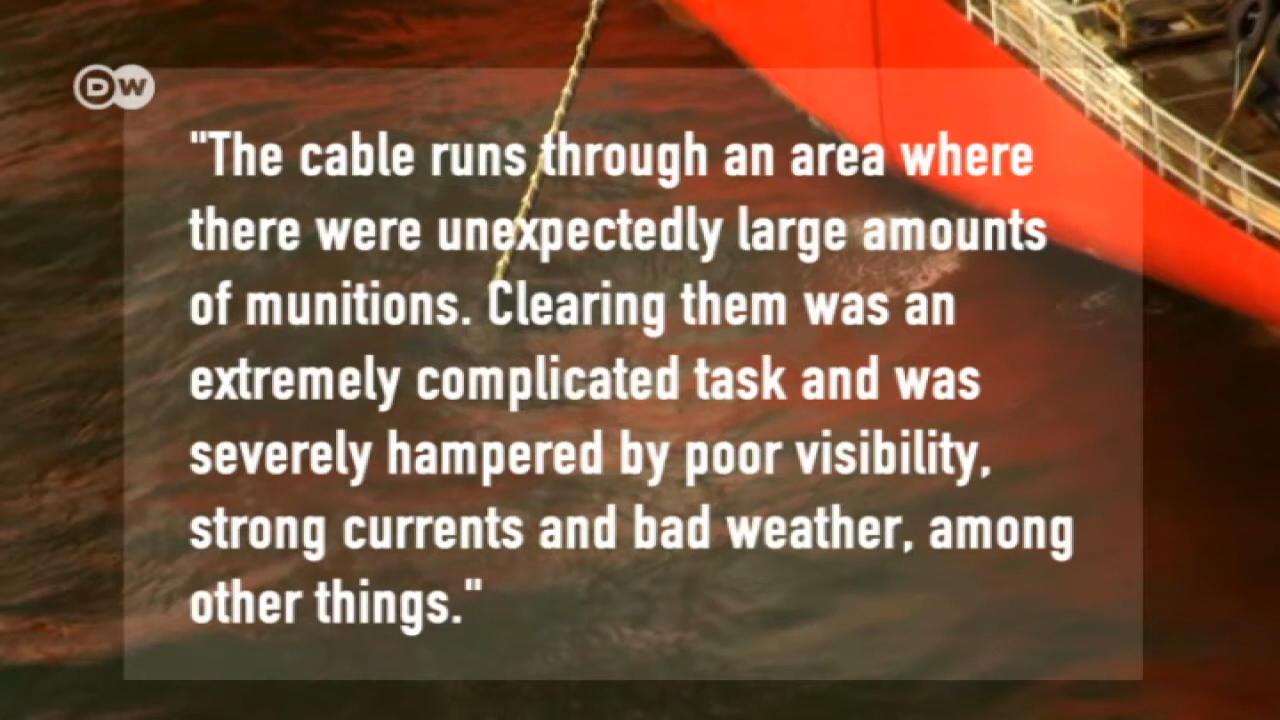 DW
"The cable runs through an area where
there were unexpectedly large amounts
of munitions. Clearing them was an
extremely complicated task and was
severely hampered by poor visibility,
strong currents and bad weather, among
other things."